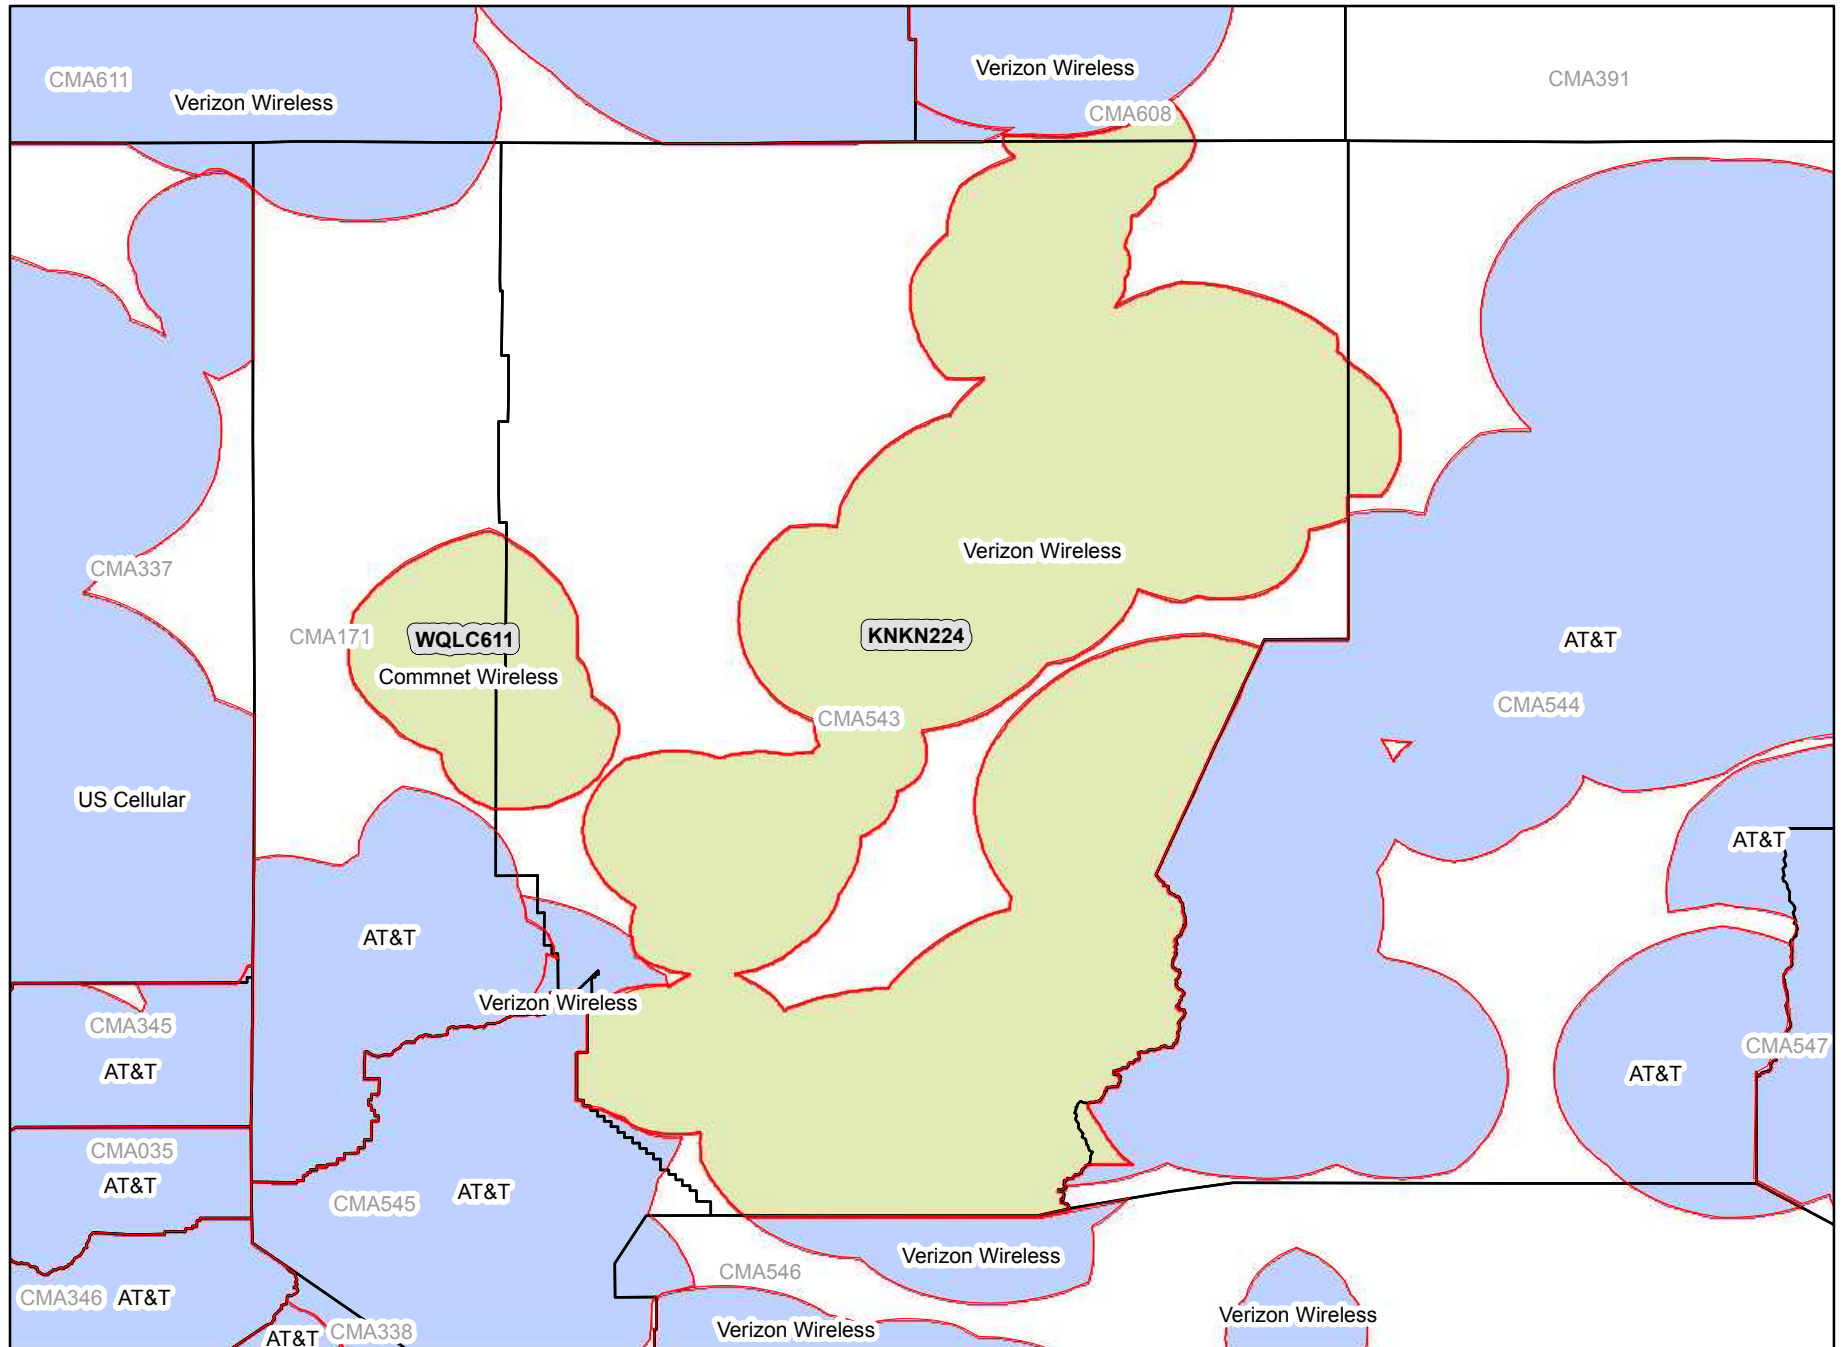 Verizon Wireless
CMA611
CMA391
Verizon Wireless
CMA608
Verizon Wireless
CMA337
CMA171
WQLC611
KNKN224
AT&T
Commnet Wireless
CMA544
CMA543
US Cellular
AT&T
AT&T
Verizon Wireless
CMA345
CMA547
AT&T
AT&T
CMA035
AT&T
AT&T
CMA545
Verizon Wireless
CMA546
CMA346 AT&T
Verizon Wireless
Verizon Wireless
AT&T CMA338